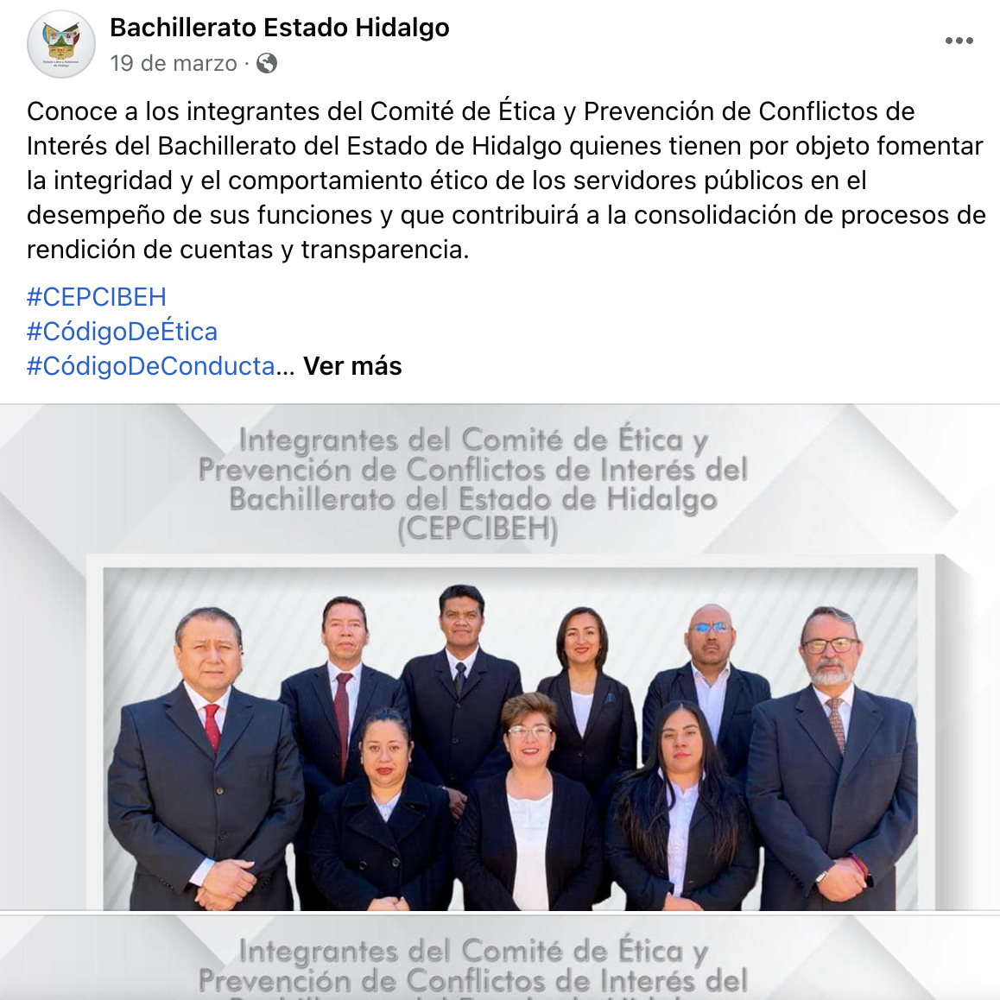 Bachillerato Estado Hidalgo
19 de marzo ·
Conoce a los integrantes del Comité de Ética y Prevención de Conflictos de
Interés del Bachillerato del Estado de Hidalgo quienes tienen por objeto fomentar
la integridad y el comportamiento ético de los servidores públicos en el
desempeño de sus funciones y que contribuirá a la consolidación de procesos de
rendición de cuentas y transparencia.
#CEPCIBEH
#CódigoDeÉtica
#CódigoDeConducta... Ver más
Integrantes del Comité de Ética y
Prevención de Conflictos de Interés del
Bachillerato del Estado de Hidalgo
(CEPCIBEH)
Integrantes del Comité de Ética y
Prevención de Conflictos de Interés del